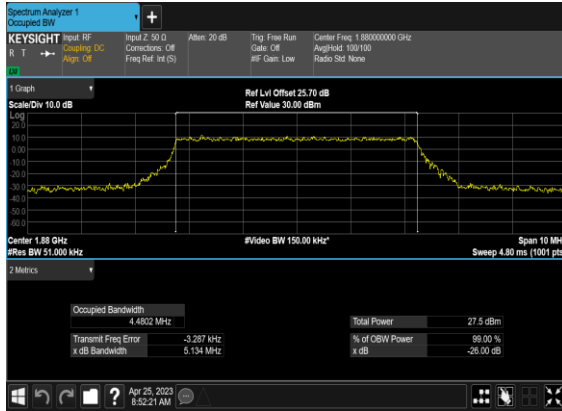 Spectrum Analyzer 1
Occupied BW
+
KEYSIGHT Input: RF Input Z: 50 Ω Atten: 20 dB Trig: Free Run Center Freq: 1.880000000 GHz
R T Coupling: DC Corrections: Off Gate: Off Avg|Hold: 100/100
Align: Off Freq Ref: Int (S) #IF Gain: Low Radio Std: None
1 Graph
Ref Lvl Offset 25.70 dB
Scale/Div 10.0 dB Ref Value 30.00 dBm
Log
20.0
10.0
0.00
-10.0
-20.0
-30.0
-40.0
-50.0
-60.0
Center 1.88 GHz #Video BW 150.00 kHz* Span 10 MH
#Res BW 51.000 kHz Sweep 4.80 ms (1001 pts
2 Metrics
Occupied Bandwidth
4.4802 MHz Total Power 27.5 dBm
Transmit Freq Error -3.287 kHz % of OBW Power 99.00 %
x dB Bandwidth 5.134 MHz x dB -26.00 dB
? Apr 25, 2023
8:52:21 AM